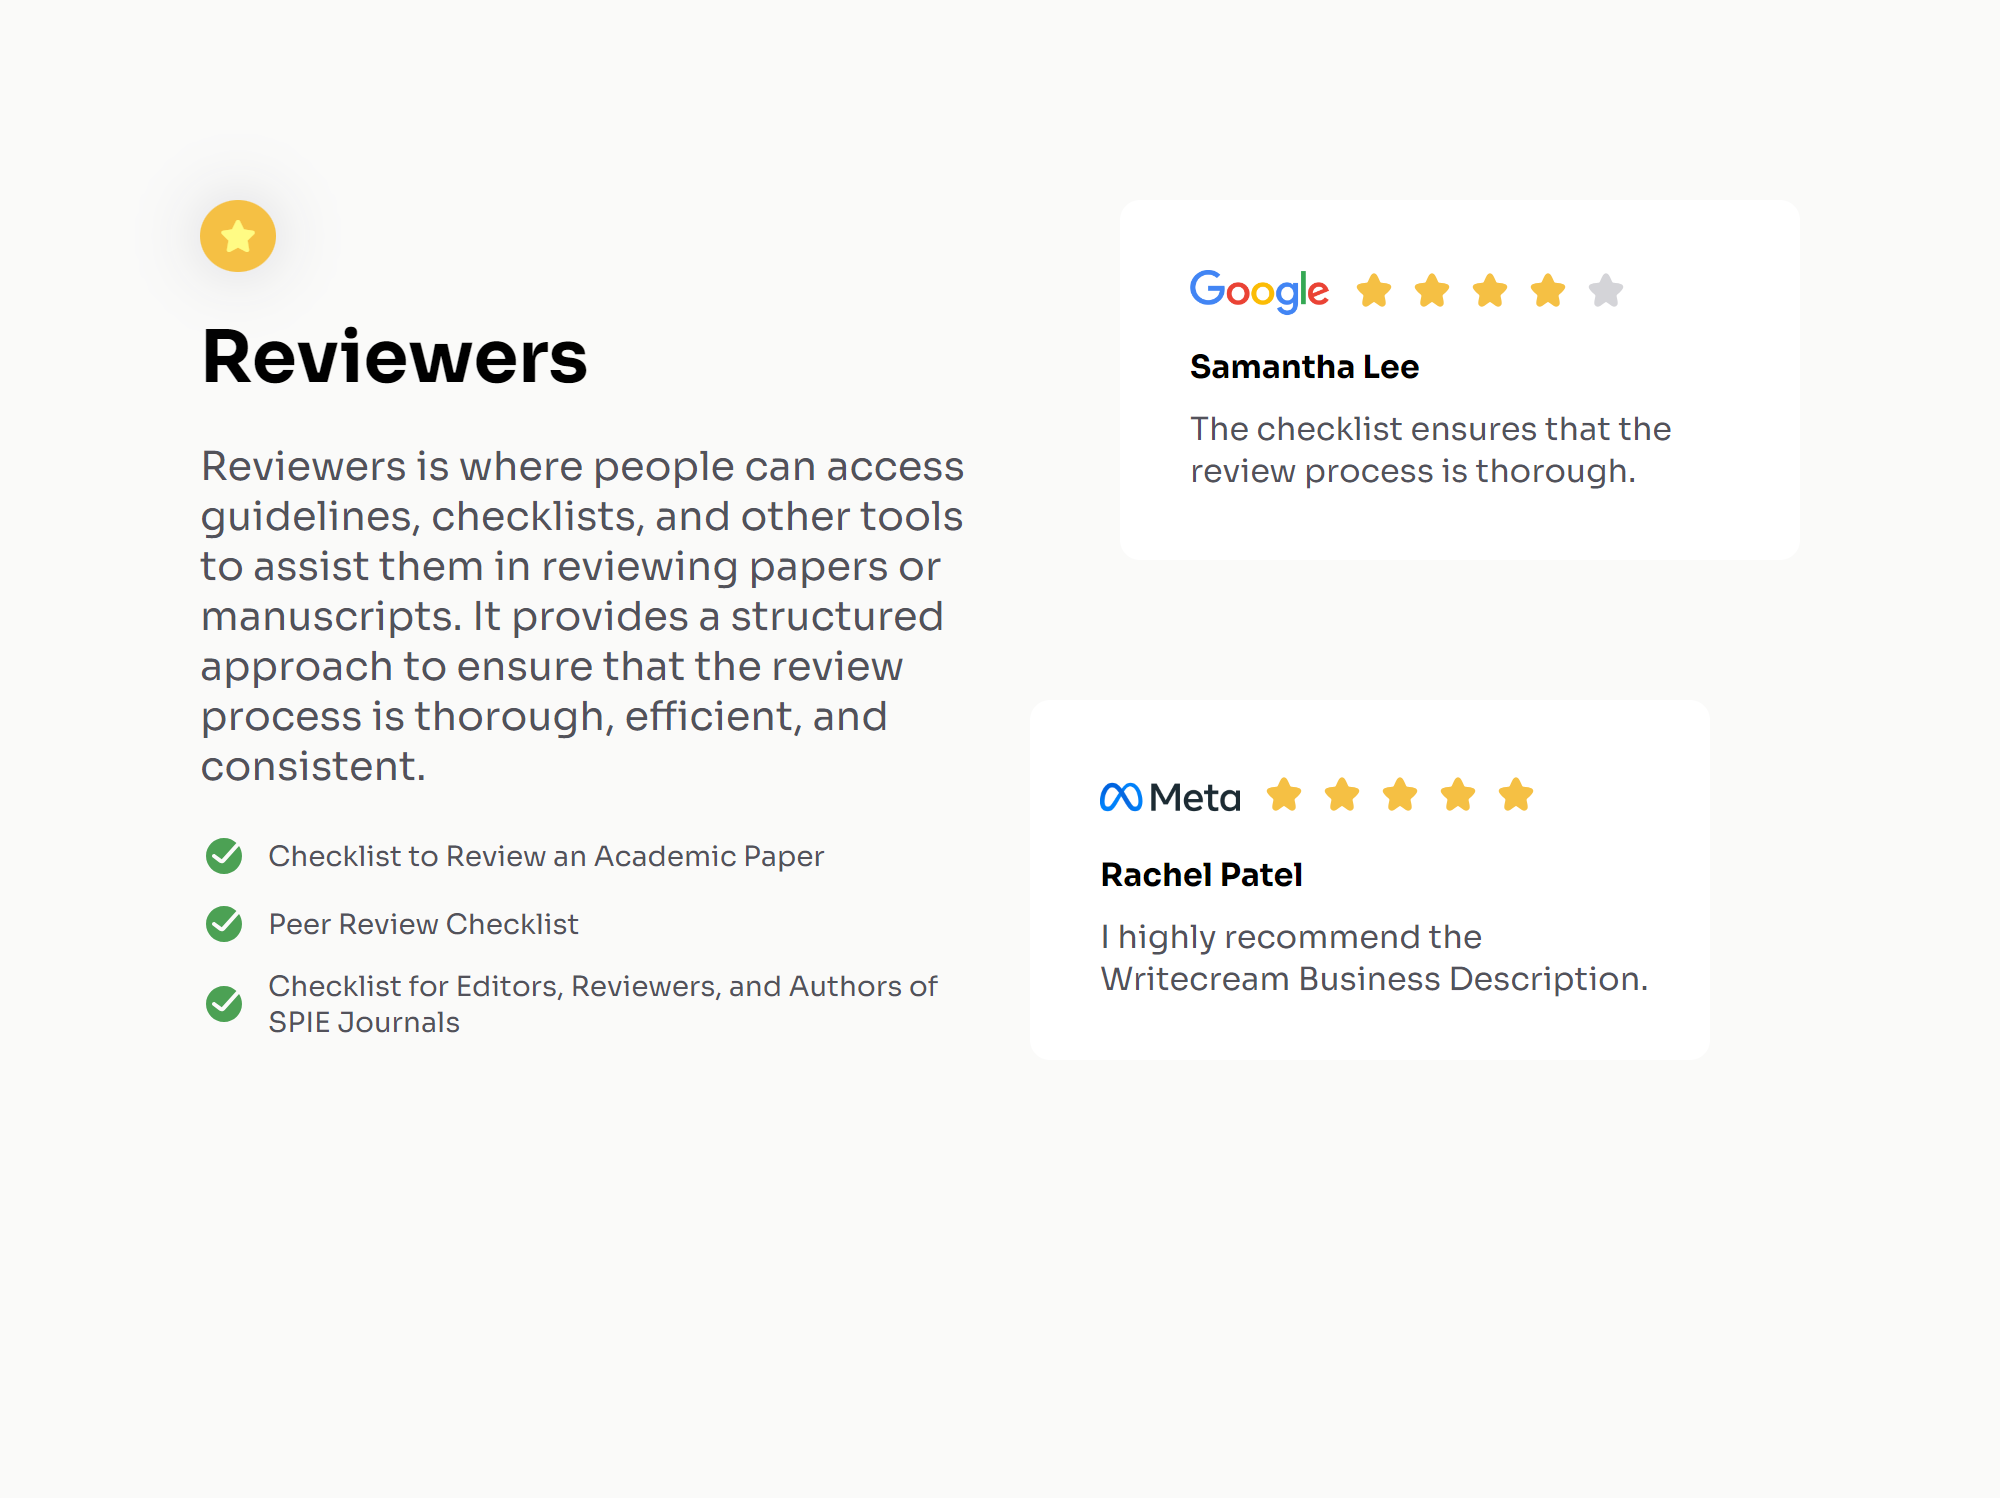 Reviewers
Reviewers is where people can access
guidelines, checklists, and other tools
to assist them in reviewing papers or
manuscripts. It provides a structured
approach to ensure that the review
process is thorough, efficient, and
consistent.
Checklist to Review an Academic Paper
Peer Review Checklist
Checklist for Editors, Reviewers, and Authors of
SPIE Journals
Google
Samantha Lee
The checklist ensures that the
review process is thorough.
Meta
Rachel Patel
I highly recommend the
Writecream Business Description.